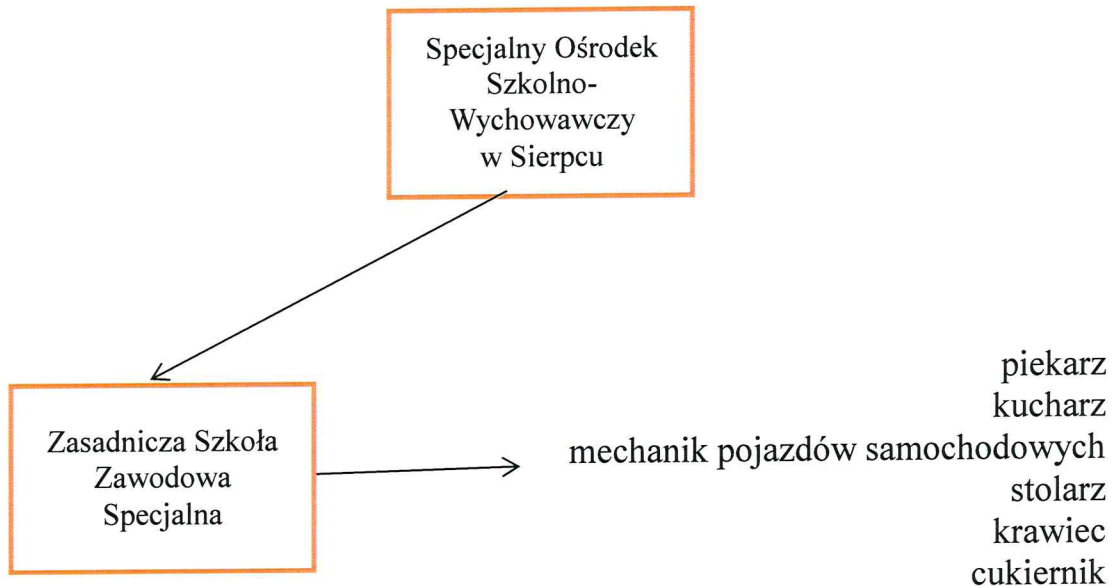 Specjalny Ośrodek
Szkolno-
Wychowawczy
w Sierpcu
Zasadnicza Szkoła
Zawodowa
Specjalna
piekarz
kucharz
mechanik pojazdów samochodowych
stolarz
krawiec
cukiernik